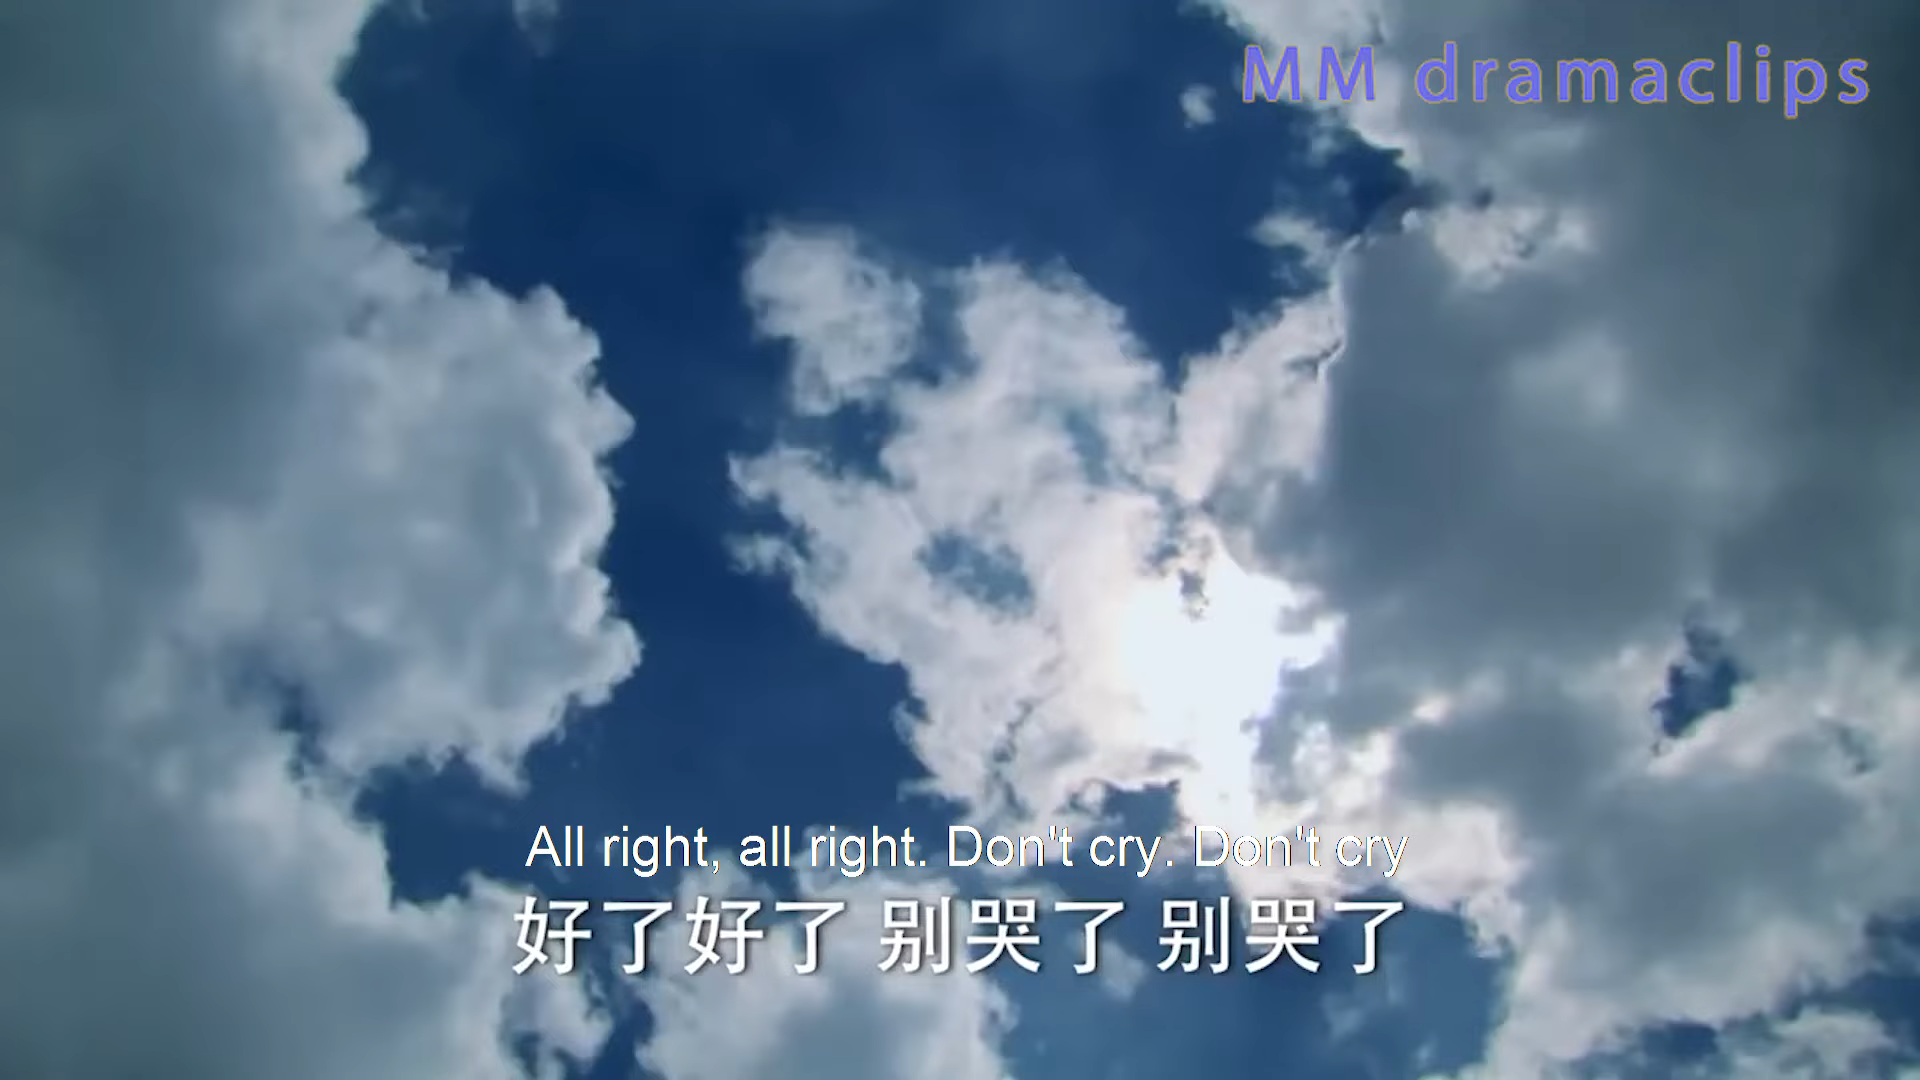 MM dramaclips
All right, all right. Don't cry. Don't cry
好了好了 别哭了 别哭了